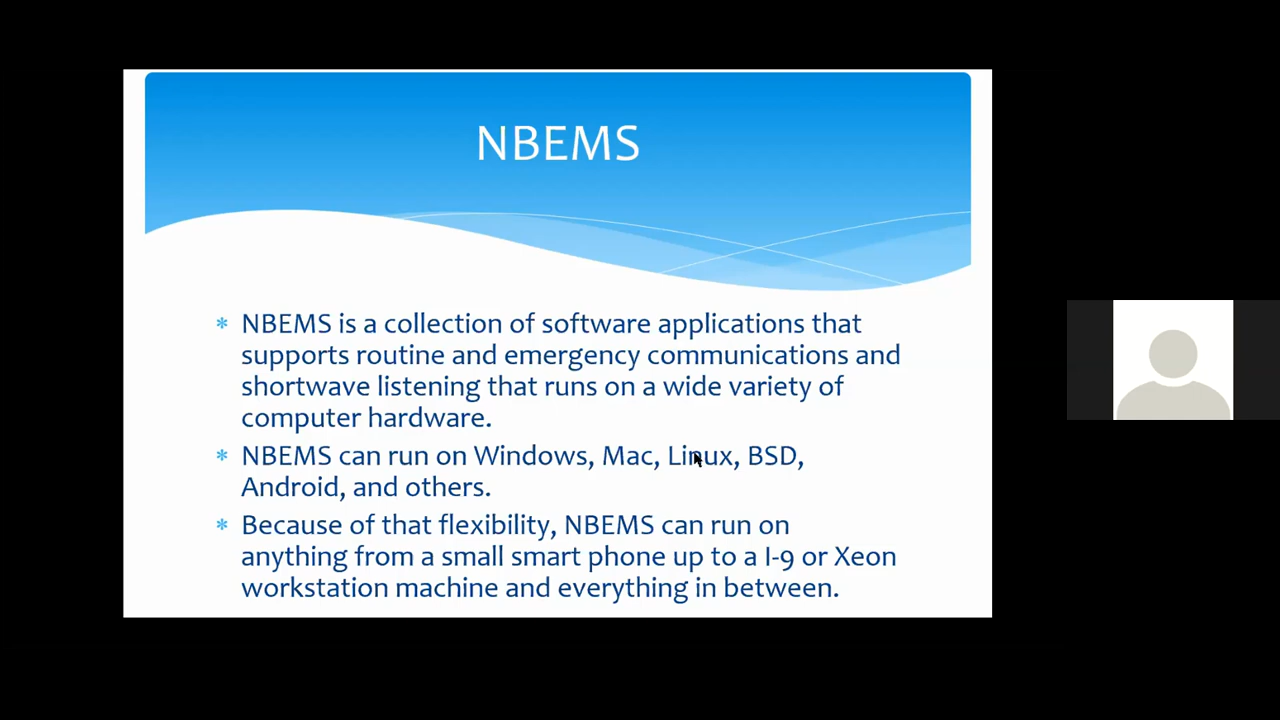 NBEMS
* NBEMS is a collection of software applications that
supports routine and emergency communications and
shortwave listening that runs on a wide variety of
computer hardware.
* NBEMS can run on Windows, Mac, Linux, BSD,
Android, and others.
* Because of that flexibility, NBEMS can run on
anything from a small smart phone up to a I-9 or Xeon
workstation machine and everything in between.